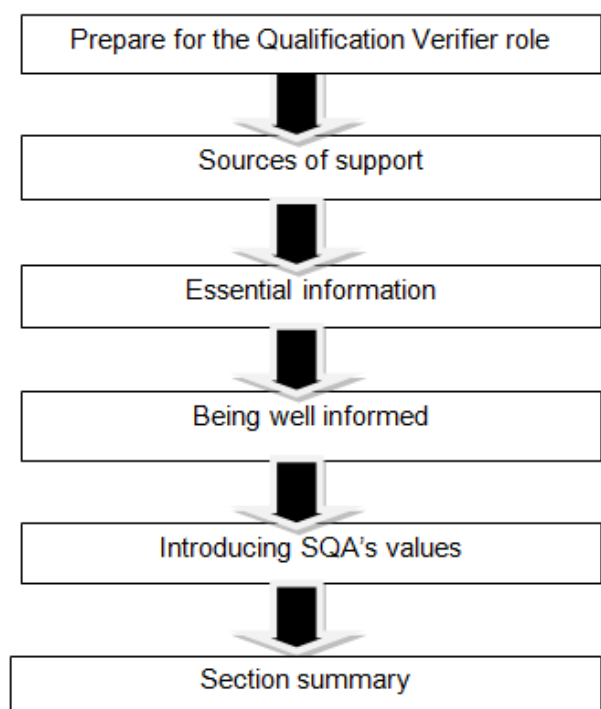 Prepare for the Qualification Verifier role
Sources of support
Essential information
Being well informed
Introducing SQA’s values
Section summary